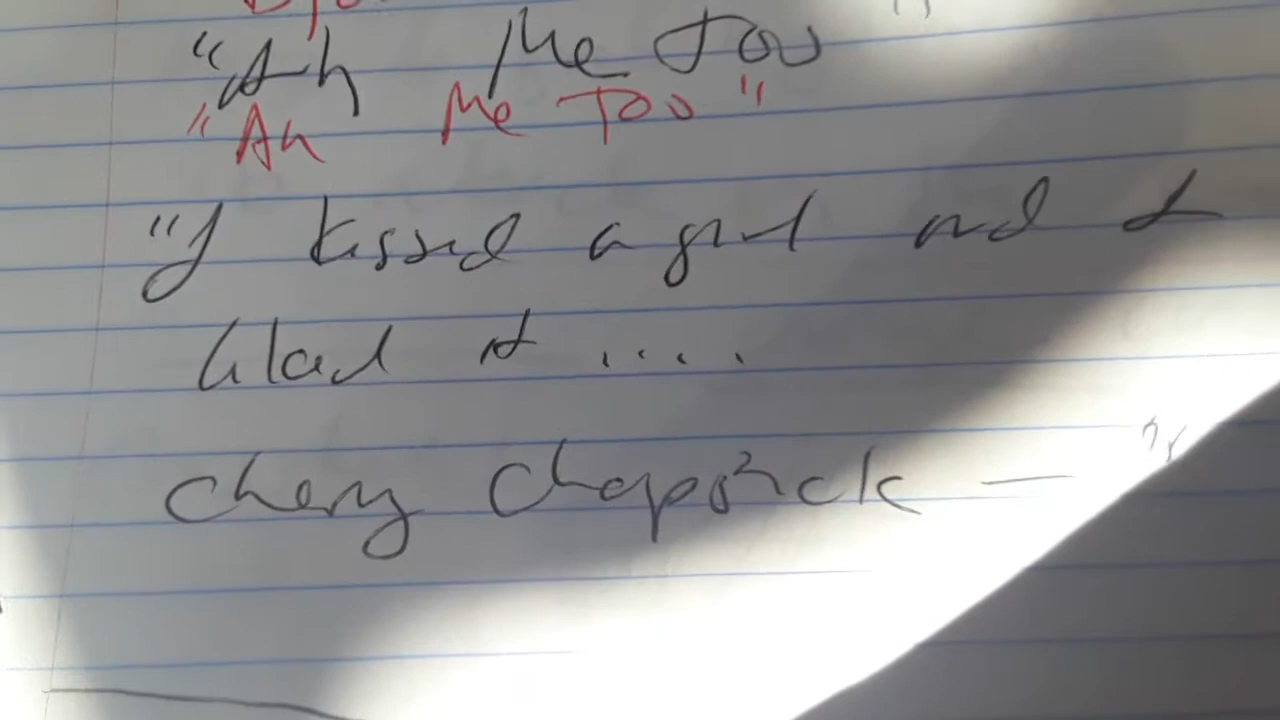 "Ah Me Too
"Ah Me Too"
"I kissed a girl and I
liked it ....
cherry chapstick — "